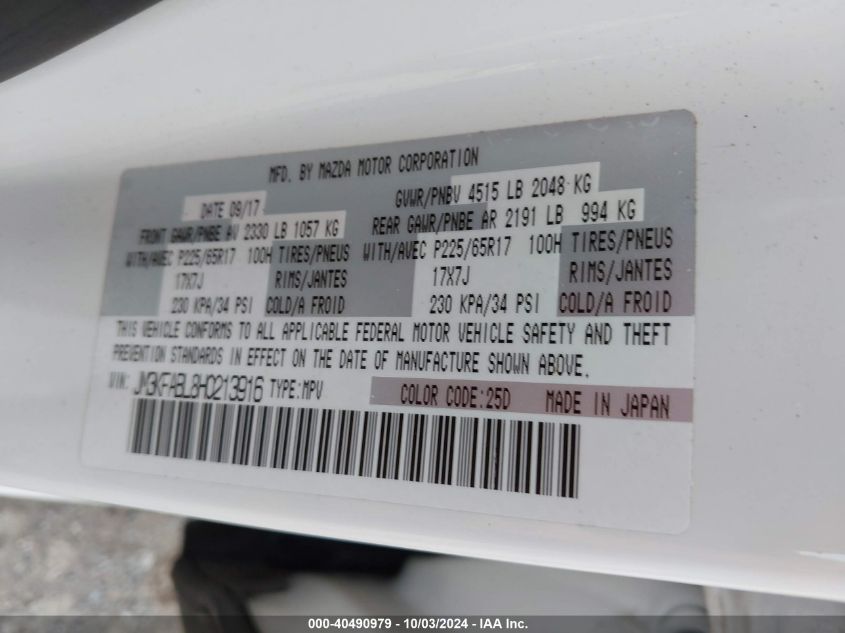 MFD. BY MAZDA MOTOR CORPORATION
DATE 09/17 GVWR/PNBV 4515 LB 2048 KG
FRONT GAWR/PNBE AV 2330 LB 1057 KG REAR GAWR/PNBE AR 2191 LB 994 KG
WITH/AVEC P225/65R17 100H TIRES/PNEUS WITH/AVEC P225/65R17 100H TIRES/PNEUS
17X7J RIMS/JANTES 17X7J RIMS/JANTES
230 KPA/34 PSI COLD/A FROID 230 KPA/34 PSI COLD/A FROID
THIS VEHICLE CONFORMS TO ALL APPLICABLE FEDERAL MOTOR VEHICLE SAFETY AND THEFT
PREVENTION STANDARDS IN EFFECT ON THE DATE OF MANUFACTURE SHOWN ABOVE.
VIN: JM3KFABL8H0213916 TYPE:MPV COLOR CODE:25D MADE IN JAPAN
000-40490979 - 10/03/2024 - IAA Inc.